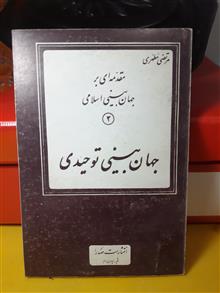 مرتضی مطهری
مقدمه‌ای بر
جهان بینی اسلامی
۲
جهان بینی توحیدی
انتشارات صدرا